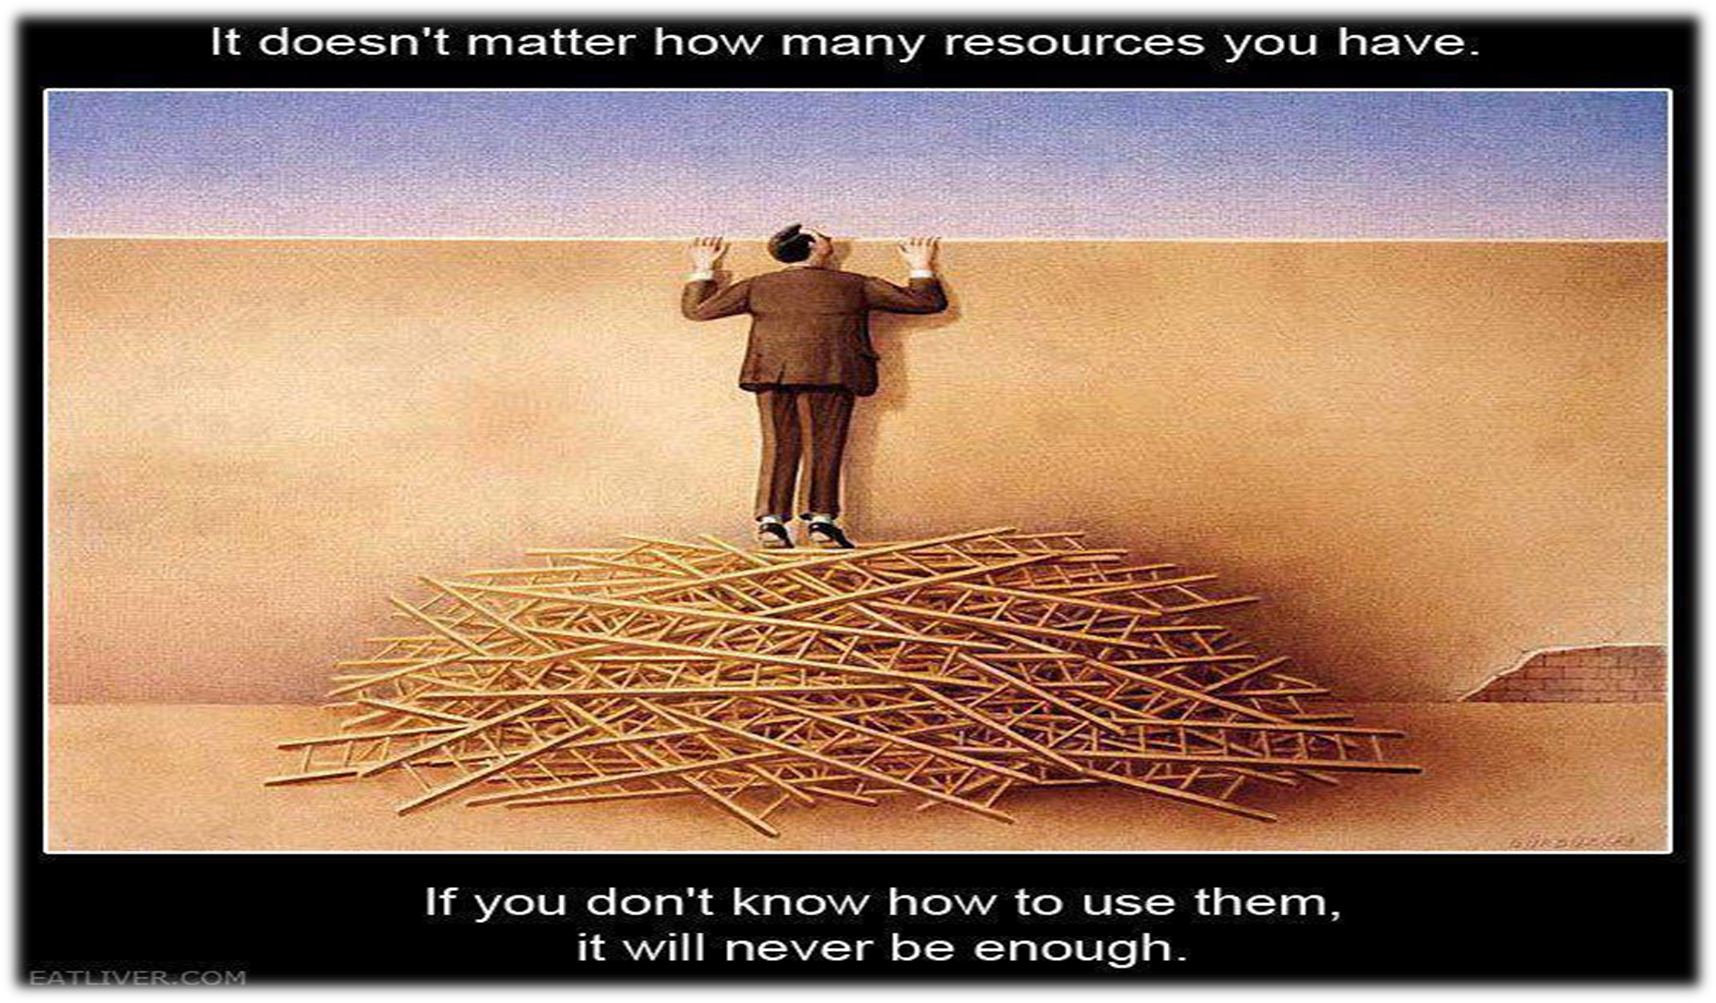 It doesn't matter how many resources you have.
If you don't know how to use them,
it will never be enough.
EATLIVER.COM